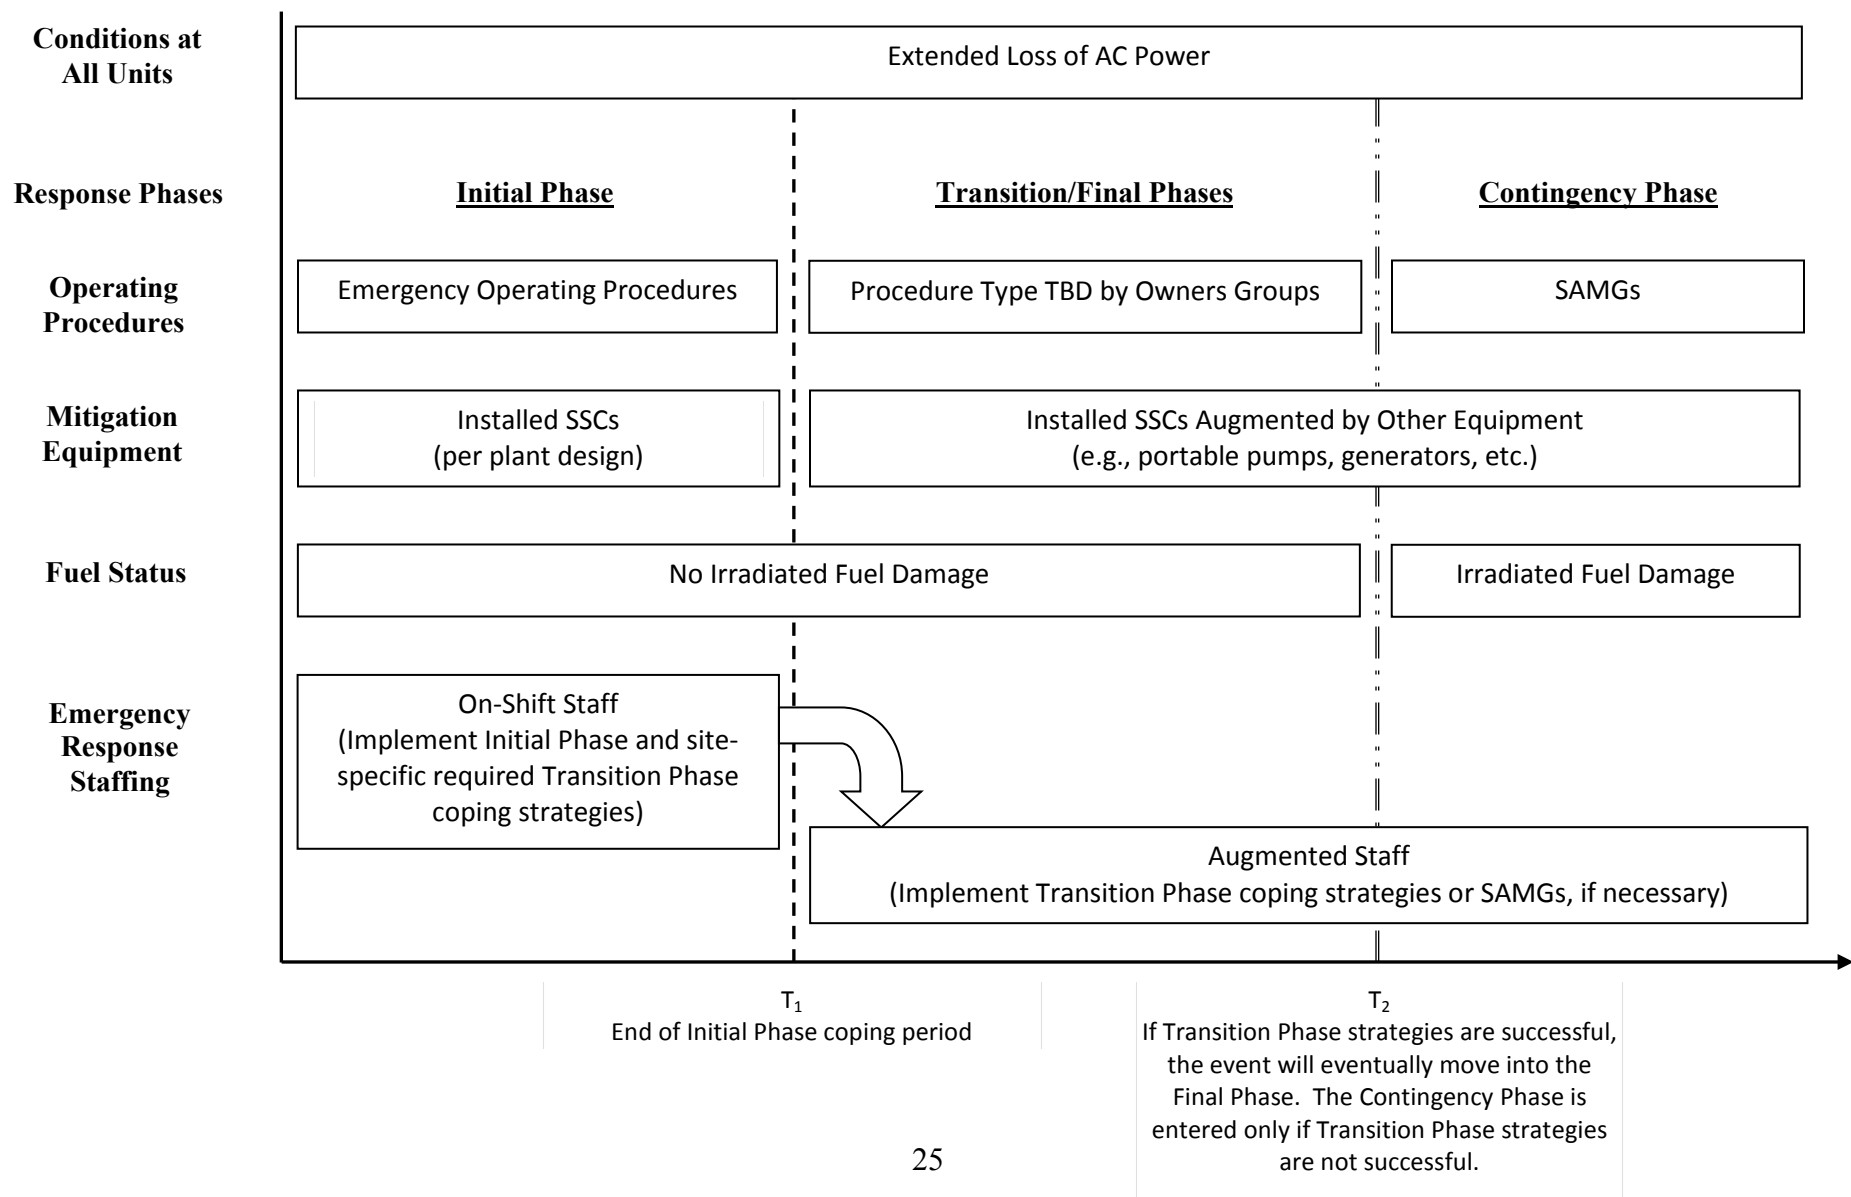 Conditions at
All Units
Extended Loss of AC Power
Response Phases
Initial Phase
Transition/Final Phases
Contingency Phase
Operating
Procedures
Emergency Operating Procedures
Procedure Type TBD by Owners Groups
SAMGs
Mitigation
Equipment
Installed SSCs
(per plant design)
Installed SSCs Augmented by Other Equipment
(e.g., portable pumps, generators, etc.)
Fuel Status
No Irradiated Fuel Damage
Irradiated Fuel Damage
Emergency
Response
Staffing
On-Shift Staff
(Implement Initial Phase and site-
specific required Transition Phase
coping strategies)
Augmented Staff
(Implement Transition Phase coping strategies or SAMGs, if necessary)
T1
End of Initial Phase coping period
T2
If Transition Phase strategies are successful,
the event will eventually move into the
Final Phase.  The Contingency Phase is
entered only if Transition Phase strategies
are not successful.
25